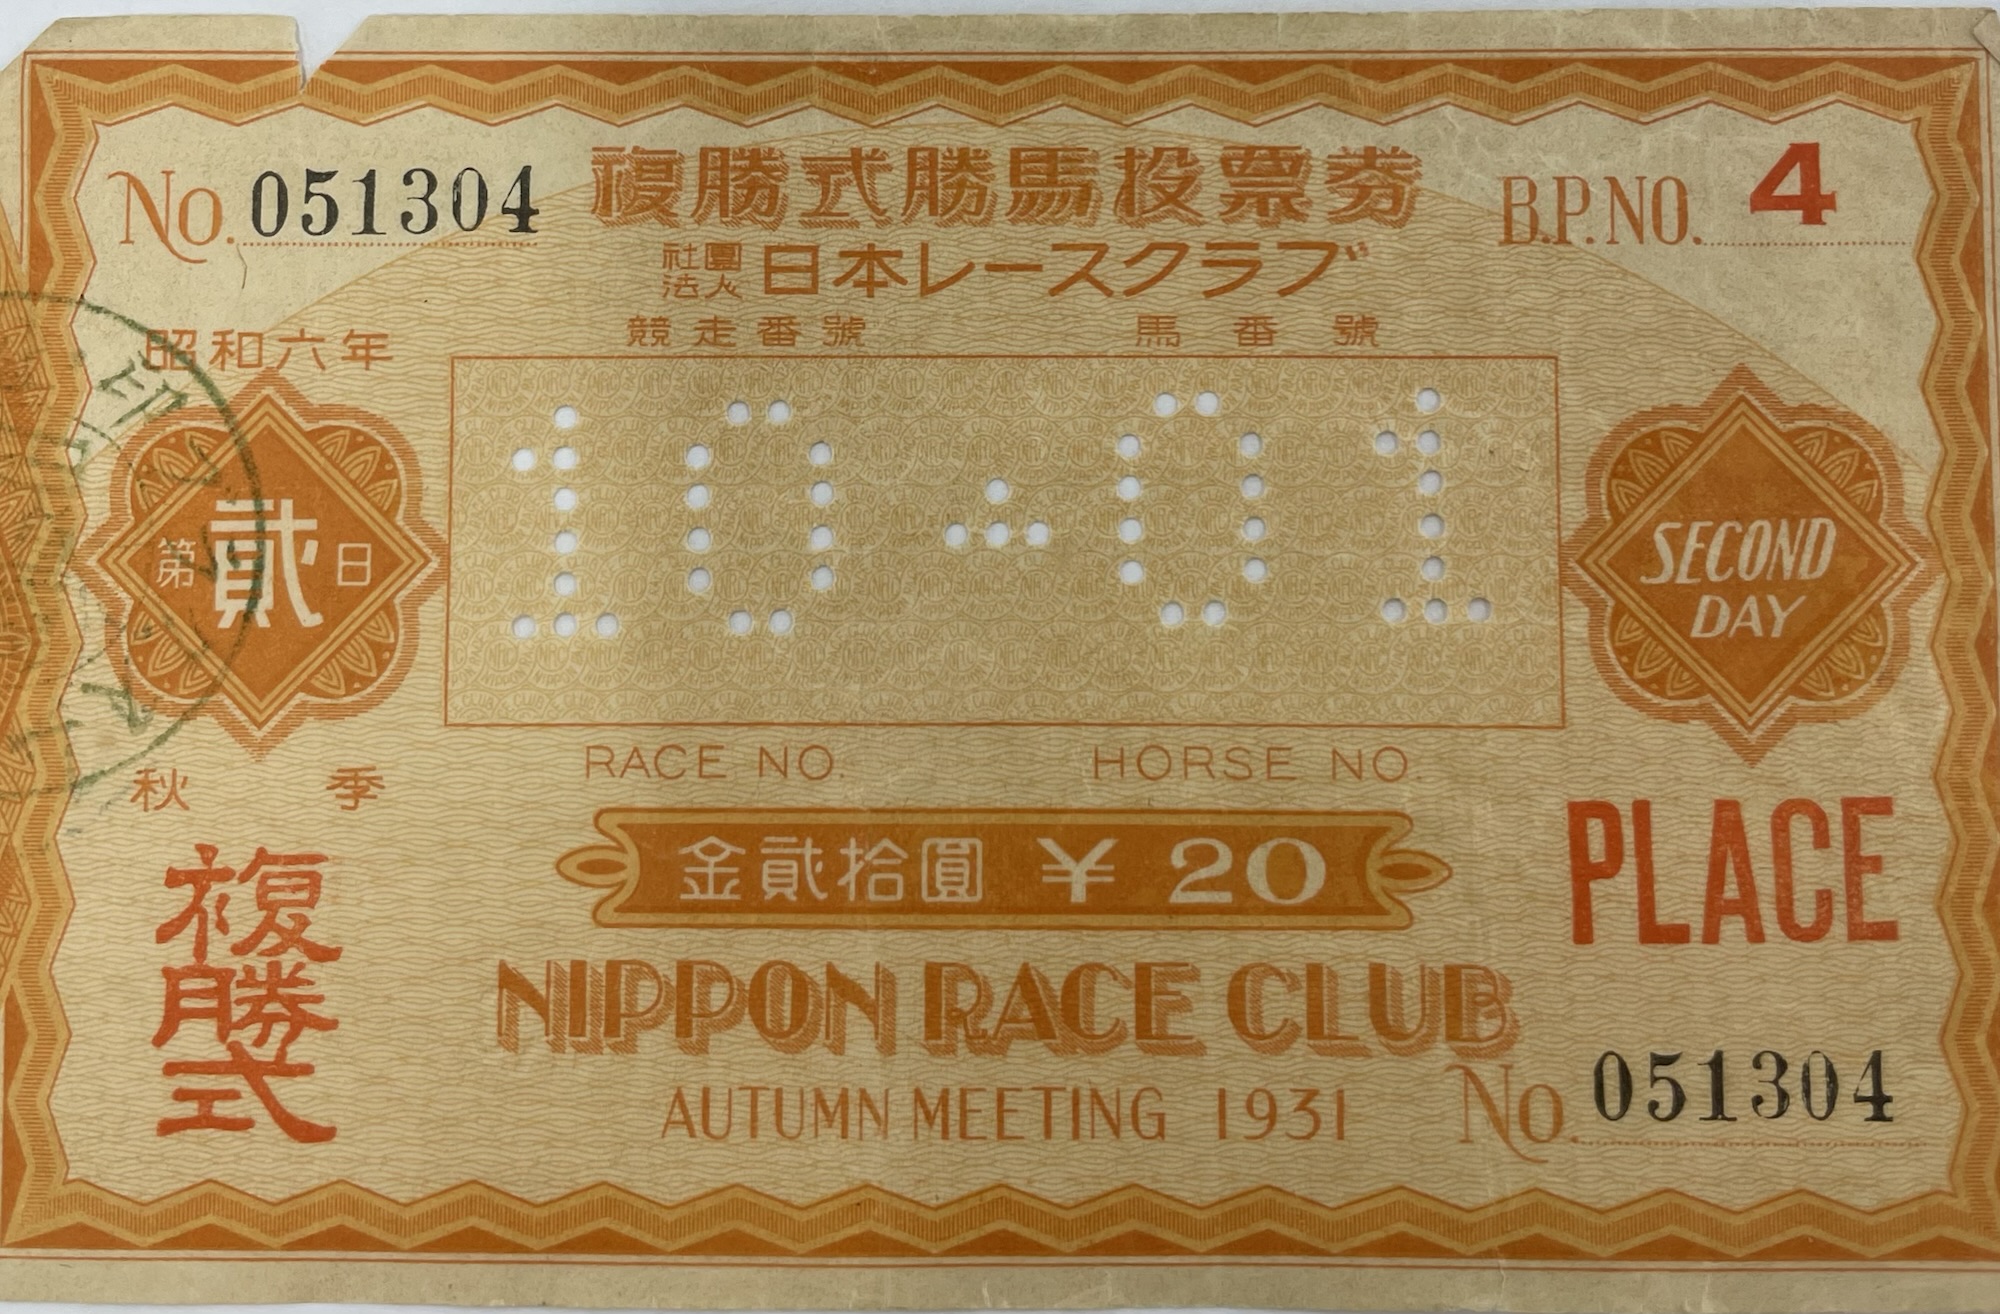 No. 051304
複勝式勝馬投票券
B.P.NO. 4
社團法人 日本レースクラブ
昭和六年
競走番號
馬番號
第貳日
10-01
SECOND DAY
RACE NO.
HORSE NO.
秋季
金貳拾圓 ¥ 20
複勝式
PLACE
NIPPON RACE CLUB
AUTUMN MEETING 1931
No. 051304